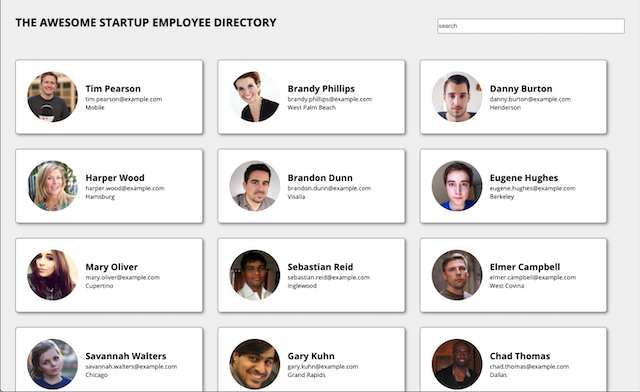 THE AWESOME STARTUP EMPLOYEE DIRECTORY
search
Tim Pearson
tim.pearson@example.com
Mobile
Brandy Phillips
brandy.phillips@example.com
West Palm Beach
Danny Burton
danny.burton@example.com
Henderson
Harper Wood
harper.wood@example.com
Hamsburg
Brandon Dunn
brandon.dunn@example.com
Visalia
Eugene Hughes
eugene.hughes@example.com
Berkeley
Mary Oliver
mary.oliver@example.com
Cupertino
Sebastian Reid
sebastian.reid@example.com
Inglewood
Elmer Campbell
elmer.campbell@example.com
West Covina
Savannah Walters
savannah.walters@example.com
Chicago
Gary Kuhn
gary.kuhn@example.com
Grand Rapids
Chad Thomas
chad.thomas@example.com
Dallas